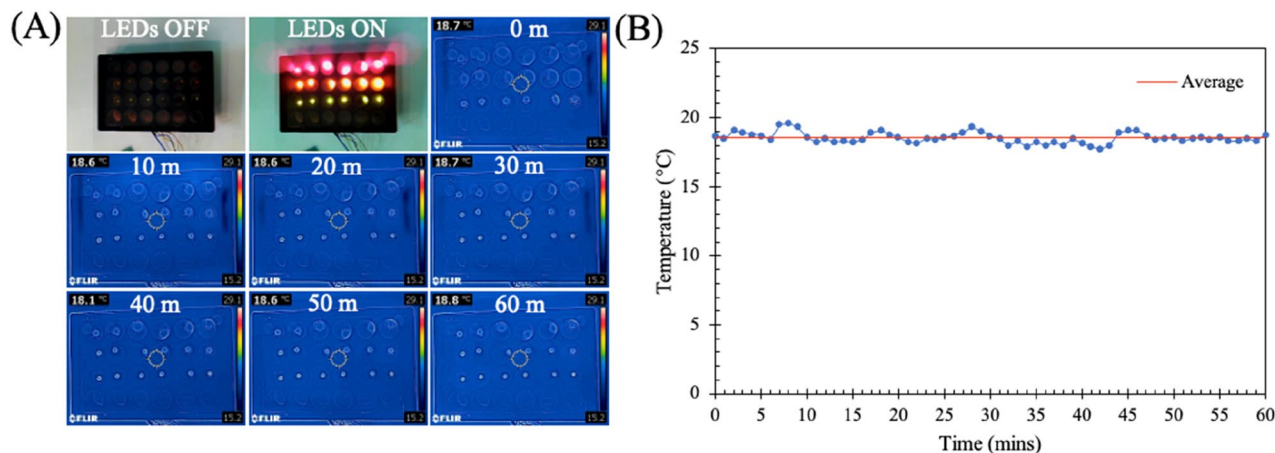 (A)
LEDs OFF
LEDs ON
18.7 °C
0 m
29.1
15.2
18.6 °C
10 m
29.1
FLIR
15.2
18.6 °C
20 m
29.1
FLIR
15.2
18.7 °C
30 m
29.1
FLIR
15.2
18.1 °C
40 m
29.1
FLIR
15.2
18.6 °C
50 m
29.1
FLIR
15.2
18.8 °C
60 m
29.1
FLIR
15.2
(B)
25
20
15
10
5
0
Temperature (°C)
Average
0 5 10 15 20 25 30 35 40 45 50 55 60
Time (mins)